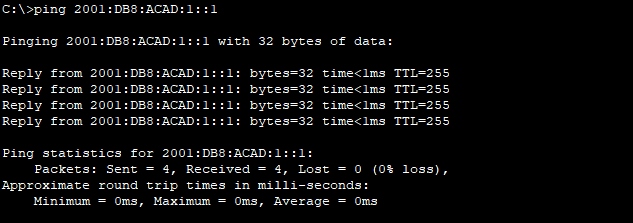 C:\>ping 2001:DB8:ACAD:1::1
Pinging 2001:DB8:ACAD:1::1 with 32 bytes of data:
Reply from 2001:DB8:ACAD:1::1: bytes=32 time<1ms TTL=255
Reply from 2001:DB8:ACAD:1::1: bytes=32 time<1ms TTL=255
Reply from 2001:DB8:ACAD:1::1: bytes=32 time<1ms TTL=255
Reply from 2001:DB8:ACAD:1::1: bytes=32 time<1ms TTL=255
Ping statistics for 2001:DB8:ACAD:1::1:
    Packets: Sent = 4, Received = 4, Lost = 0 (0% loss),
Approximate round trip times in milli-seconds:
    Minimum = 0ms, Maximum = 0ms, Average = 0ms